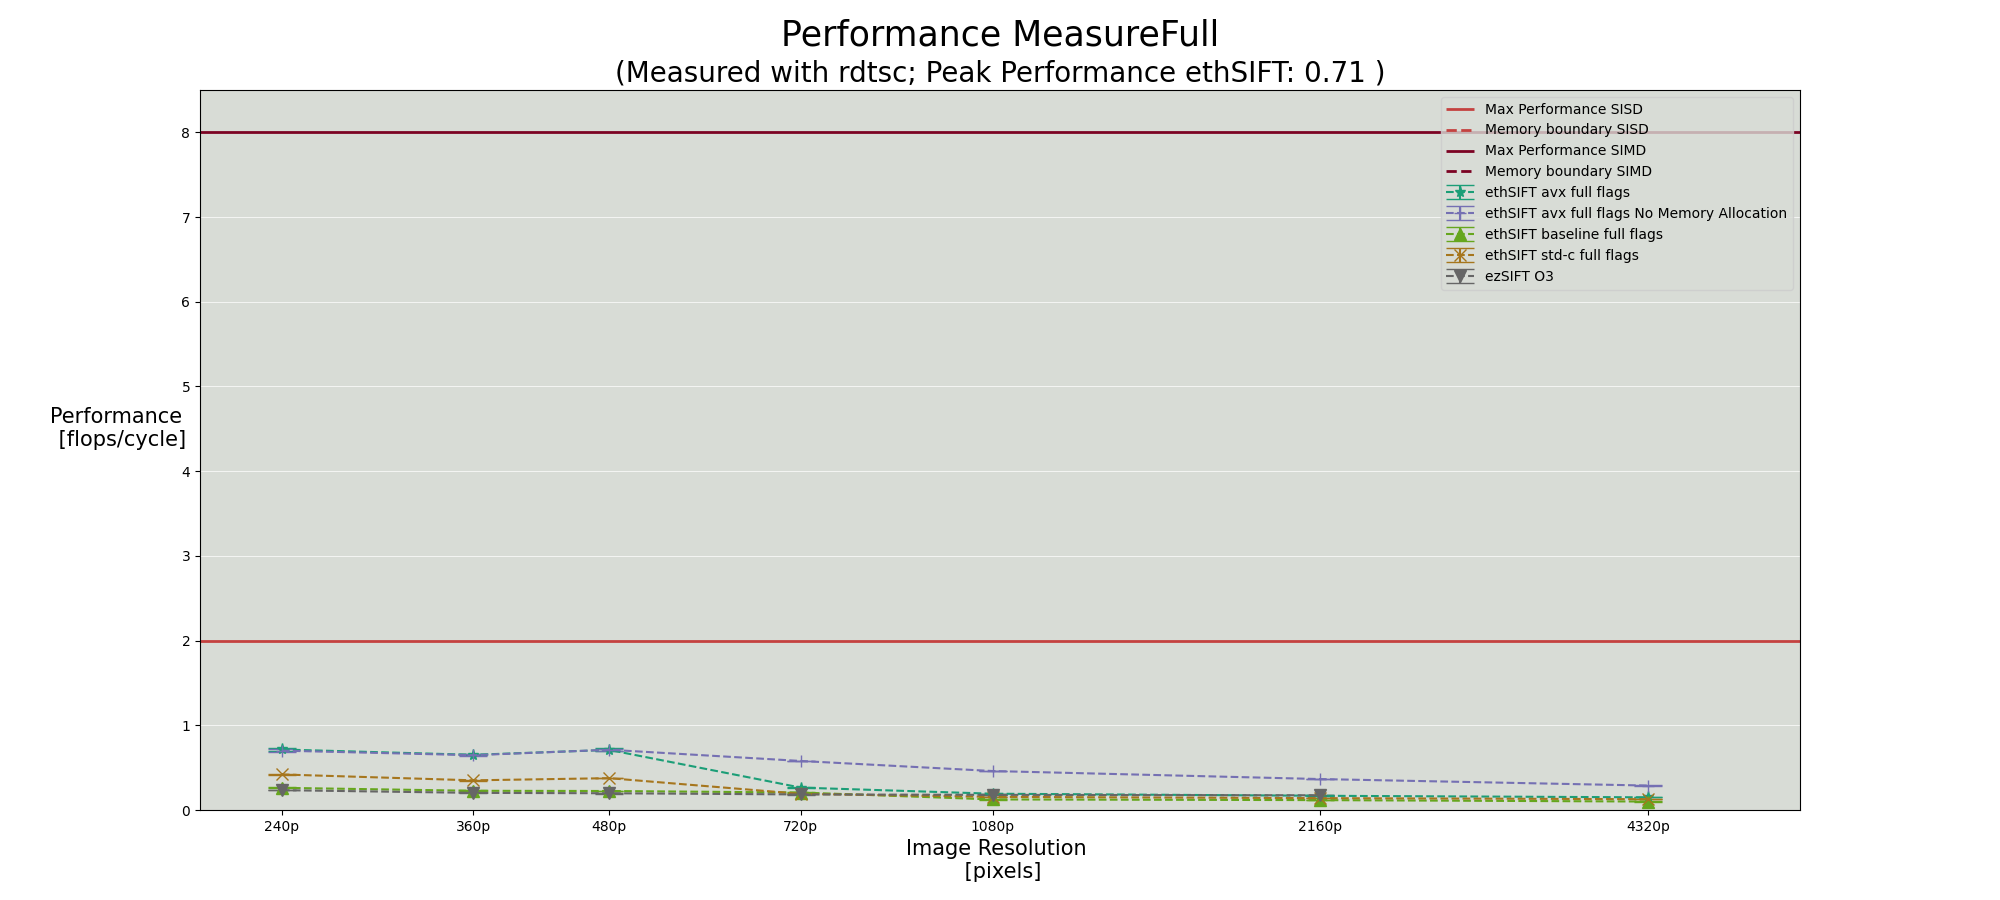 Performance MeasureFull
(Measured with rdtsc; Peak Performance ethSIFT: 0.71 )
Max Performance SISD
Memory boundary SISD
Max Performance SIMD
Memory boundary SIMD
ethSIFT avx full flags
ethSIFT avx full flags No Memory Allocation
ethSIFT baseline full flags
ethSIFT std-c full flags
ezSIFT O3
8
7
6
5
4
3
2
1
0
Performance
[flops/cycle]
240p 360p 480p 720p 1080p 2160p 4320p
Image Resolution
[pixels]